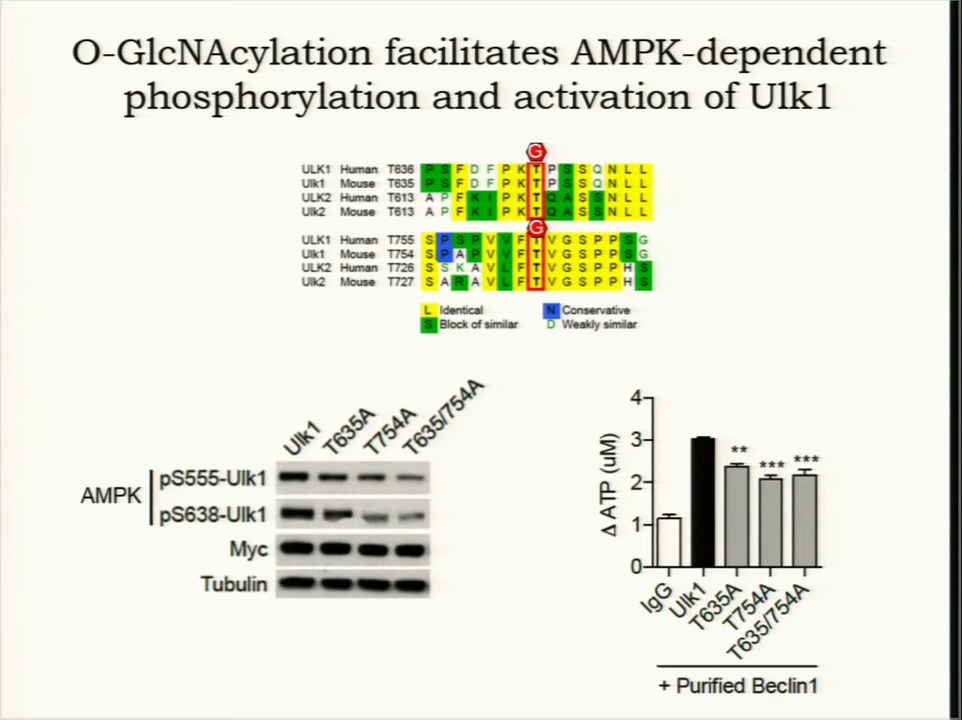 O-GlcNAcylation facilitates AMPK-dependent
phosphorylation and activation of Ulk1
G
ULK1 Human T636 P S F D F P K T P S S Q N L L
Ulk1 Mouse T635 P S F D F P K T P S S Q N L L
ULK2 Human T613 A P F K I P K T Q A S S N L L
Ulk2 Mouse T613 A P F K I P K T Q A S S N L L
G
ULK1 Human T755 S P S P V V F T V G S P P S G
Ulk1 Mouse T754 S P A P V V F T V G S P P S G
ULK2 Human T726 S S K A V L F T V G S P P H S
Ulk2 Mouse T727 S A R A V L F T V G S P P H S
L Identical N Conservative
S Block of similar D Weakly similar
Ulk1 T635A T754A T635/754A
AMPK
pS555-Ulk1
pS638-Ulk1
Myc
Tubulin
Δ ATP (uM)
4
3
2
1
0
** *** ***
IgG Ulk1 T635A T754A T635/754A
+ Purified Beclin1